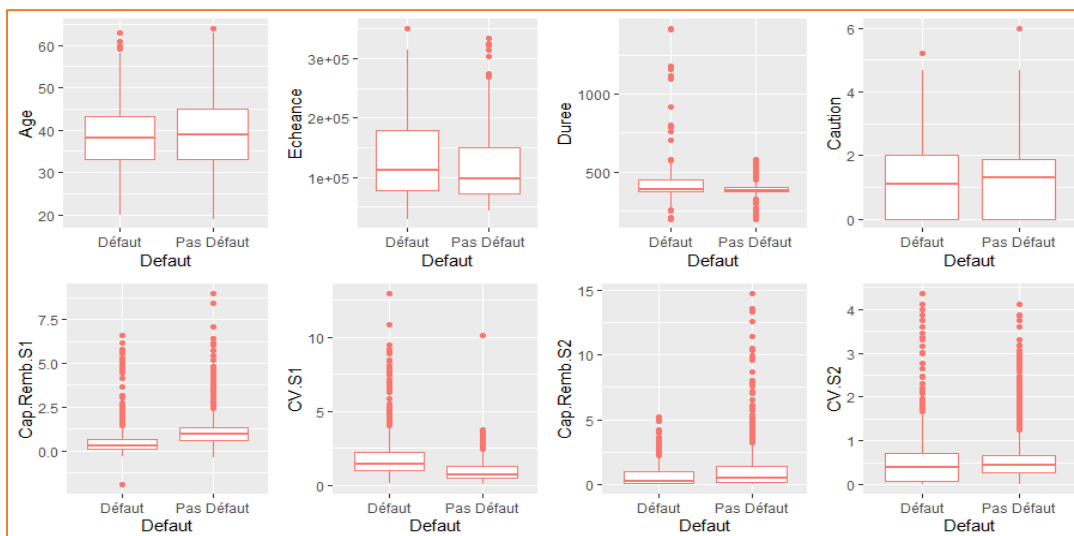 Age
60
50
40
30
20
Défaut
Pas Défaut
Defaut
Echeance
3e+05
2e+05
1e+05
Défaut
Pas Défaut
Defaut
Duree
1000
500
Défaut
Pas Défaut
Defaut
Caution
6
4
2
0
Défaut
Pas Défaut
Defaut
Cap.Remb.S1
7.5
5.0
2.5
0.0
Défaut
Pas Défaut
Defaut
CV.S1
10
5
0
Défaut
Pas Défaut
Defaut
Cap.Remb.S2
15
10
5
0
Défaut
Pas Défaut
Defaut
CV.S2
4
3
2
1
0
Défaut
Pas Défaut
Defaut